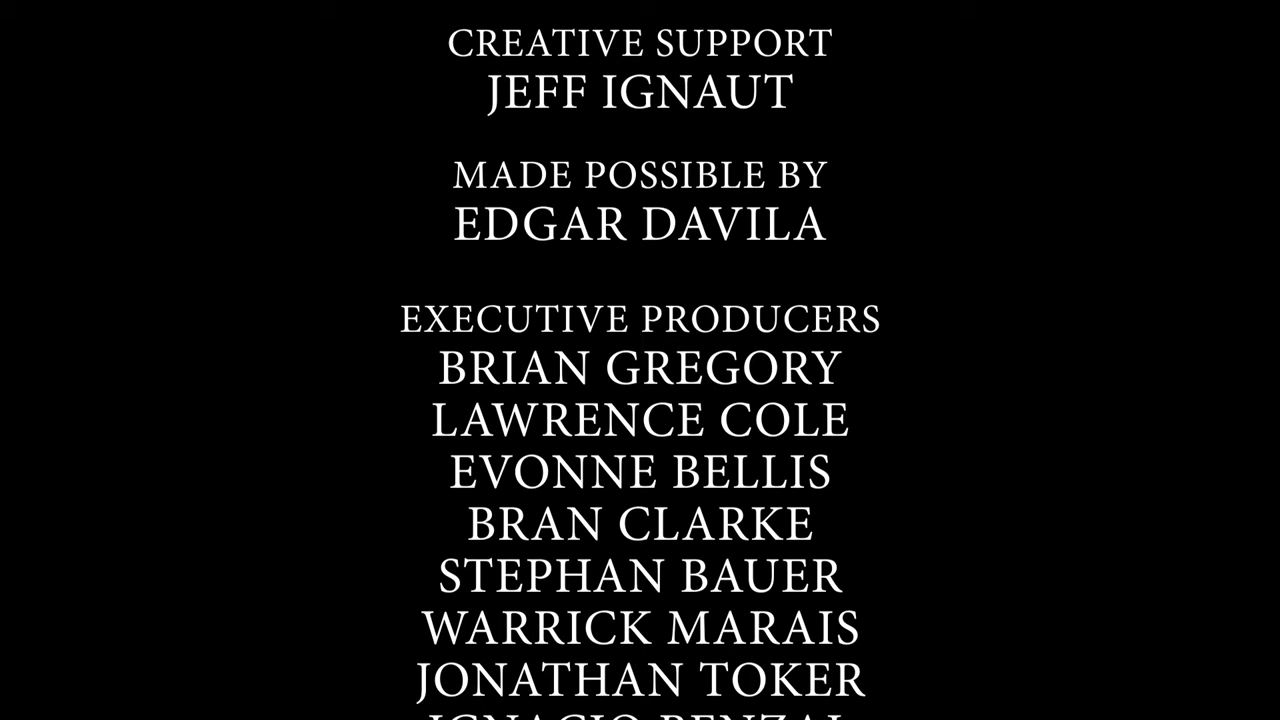 CREATIVE SUPPORT
JEFF IGNAUT
MADE POSSIBLE BY
EDGAR DAVILA
EXECUTIVE PRODUCERS
BRIAN GREGORY
LAWRENCE COLE
EVONNE BELLIS
BRAN CLARKE
STEPHAN BAUER
WARRICK MARAIS
JONATHAN TOKER